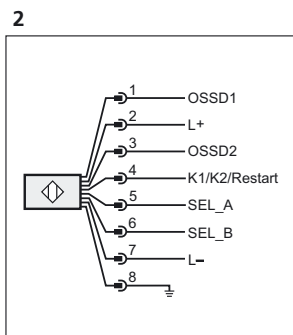 2
1 OSSD1
2 L+
3 OSSD2
4 K1/K2/Restart
5 SEL_A
6 SEL_B
7 L−
8